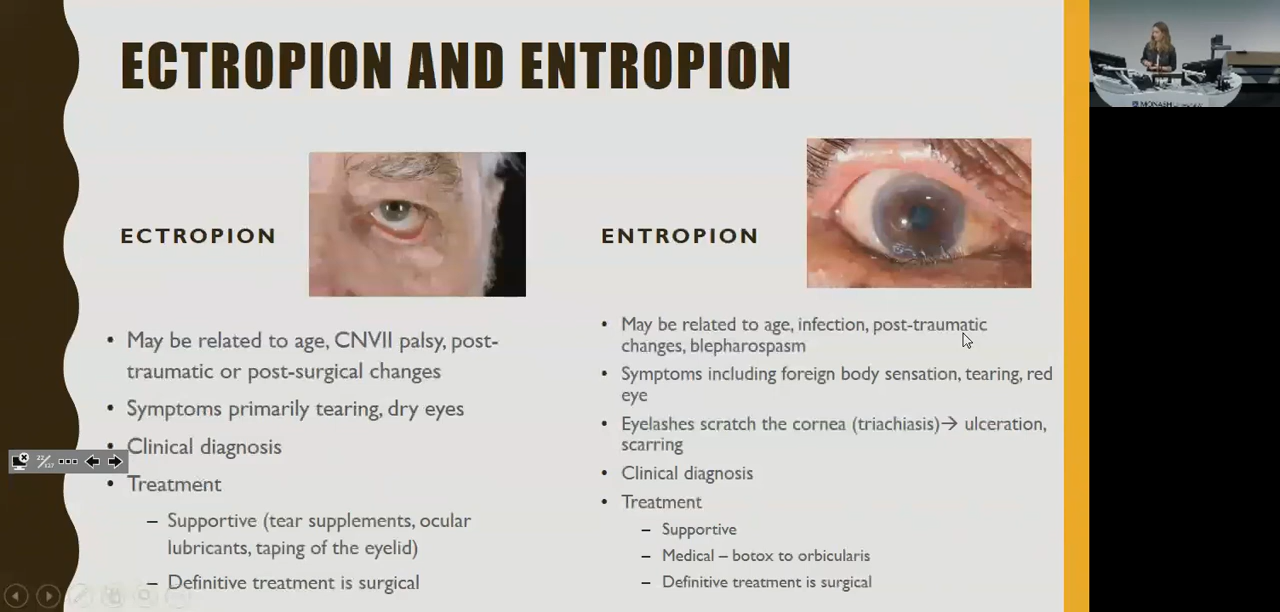 ECTROPION AND ENTROPION
ECTROPION
• May be related to age, CNVII palsy, post-
traumatic or post-surgical changes
• Symptoms primarily tearing, dry eyes
• Clinical diagnosis
• Treatment
– Supportive (tear supplements, ocular
lubricants, taping of the eyelid)
– Definitive treatment is surgical
ENTROPION
• May be related to age, infection, post-traumatic
changes, blepharospasm
• Symptoms including foreign body sensation, tearing, red
eye
• Eyelashes scratch the cornea (triachiasis)→ ulceration,
scarring
• Clinical diagnosis
• Treatment
– Supportive
– Medical – botox to orbicularis
– Definitive treatment is surgical
MONASH